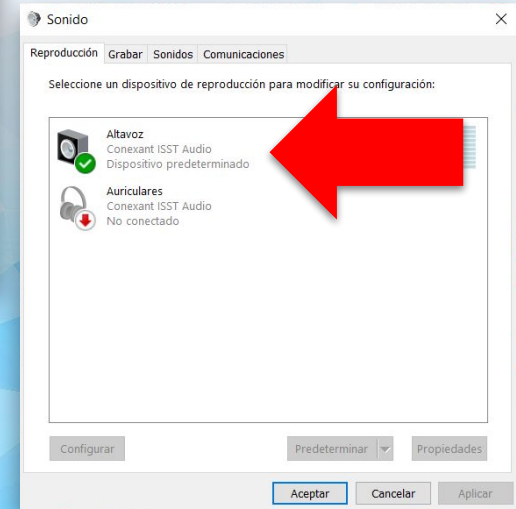 Sonido
Reproducción Grabar Sonidos Comunicaciones
Seleccione un dispositivo de reproducción para modificar su configuración:
Altavoz
Conexant ISST Audio
Dispositivo predeterminado
Auriculares
Conexant ISST Audio
No conectado
Configurar Predeterminar Propiedades
Aceptar Cancelar Aplicar